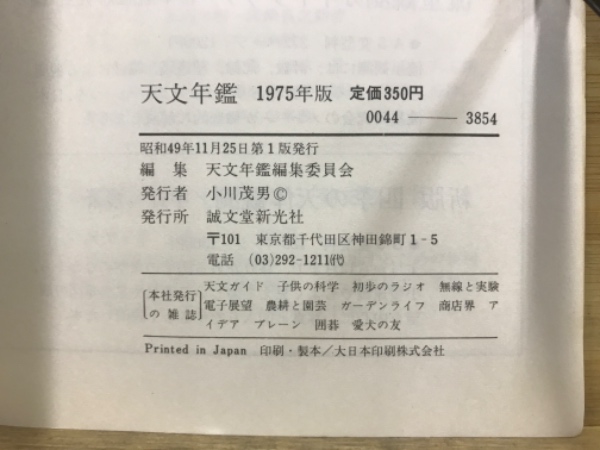 天文年鑑 1975年版 定価350円
0044 —— 3854
昭和49年11月25日第1版発行
編 集 天文年鑑編集委員会
発行者 小川茂男©
発行所 誠文堂新光社
〒101 東京都千代田区神田錦町1-5
電話 (03)292-1211㈹
〔本社発行の雑誌〕
天文ガイド 子供の科学 初歩のラジオ 無線と実験
電子展望 農耕と園芸 ガーデンライフ 商店界 ア
イデア ブレーン 囲碁 愛犬の友
Printed in Japan 印刷・製本/大日本印刷株式会社